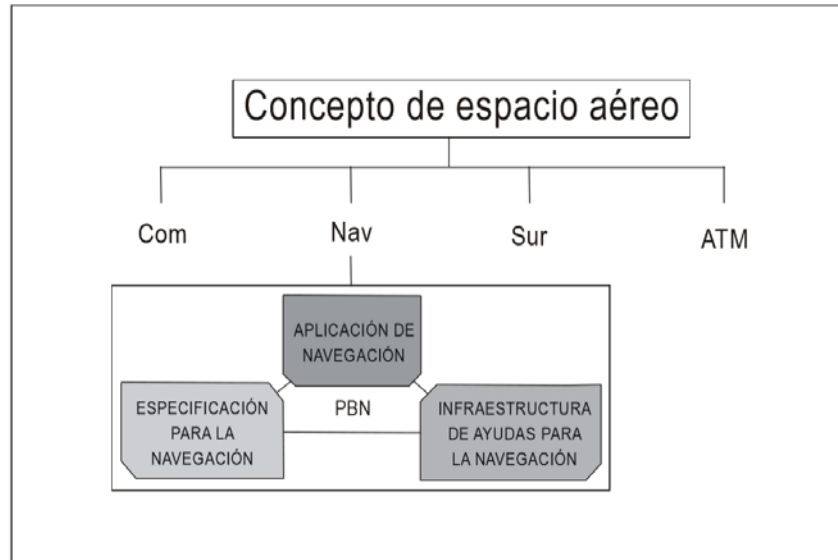 Concepto de espacio aéreo
Com
Nav
Sur
ATM
APLICACIÓN DE
NAVEGACIÓN
ESPECIFICACIÓN
PARA LA
NAVEGACIÓN
PBN
INFRAESTRUCTURA
DE AYUDAS PARA
LA NAVEGACIÓN